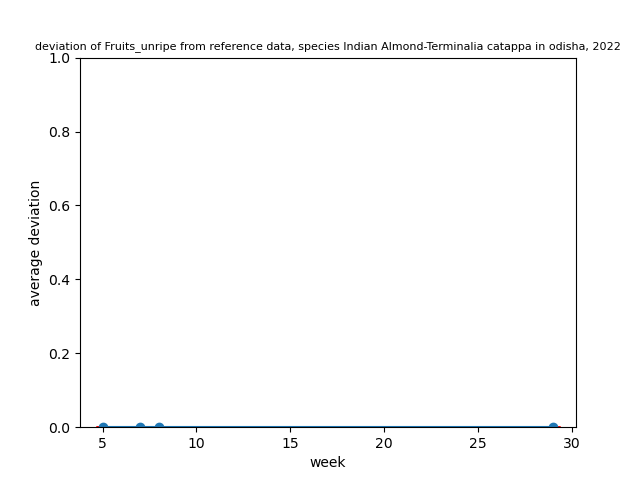 deviation of Fruits_unripe from reference data, species Indian Almond-Terminalia catappa in odisha, 2022
1.0
0.8
0.6
0.4
0.2
0.0
average deviation
5 10 15 20 25 30
week